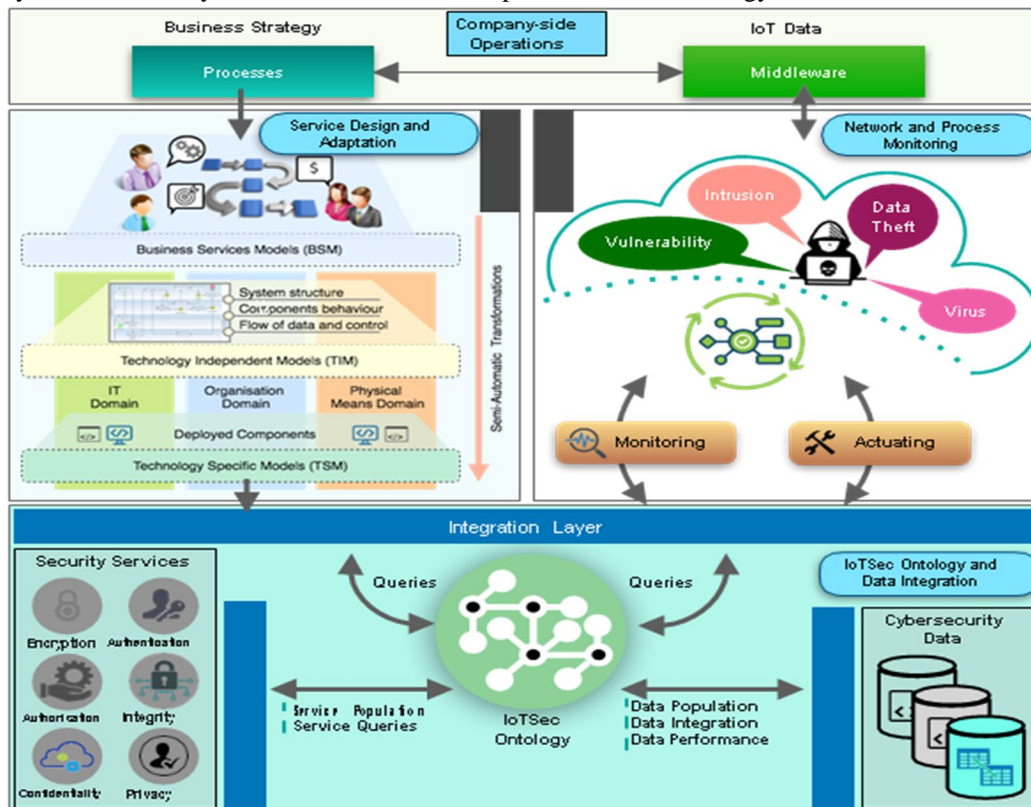 Business Strategy
Company-side
Operations
IoT Data
Processes
Middleware
Service Design and
Adaptation
$
Business Services Models (BSM)
System structure
Components behaviour
Flow of data and control
Technology Independent Models (TIM)
IT
Domain
Organisation
Domain
Physical
Means Domain
Deployed Components
Technology Specific Models (TSM)
Semi-Automatic Transformations
Network and Process
Monitoring
Intrusion
Data
Theft
Vulnerability
Virus
Monitoring
Actuating
Integration Layer
Security Services
Encryption
Authentication
Authorization
Integrity
Confidentiality
Privacy
Queries
Queries
Service Population
Service Queries
IoTSec
Ontology
Data Population
Data Integration
Data Performance
IoTSec Ontology and
Data Integration
Cybersecurity
Data